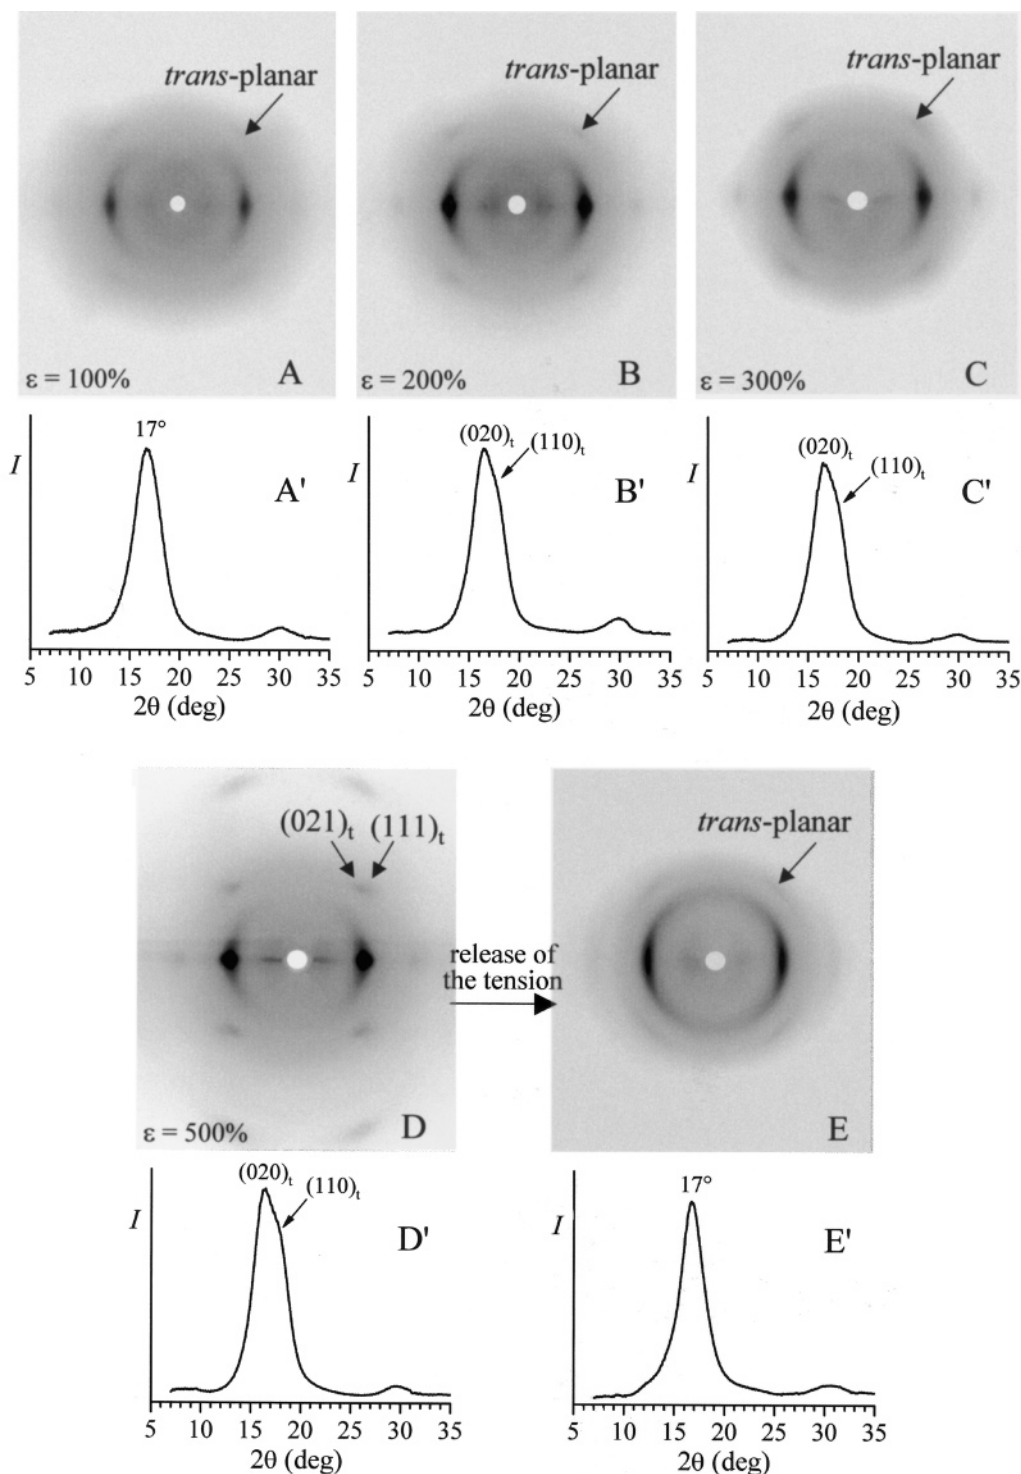 trans-planar
trans-planar
trans-planar
ε = 100%
A
ε = 200%
B
ε = 300%
C
17°
I
A'
5 10 15 20 25 30 35
2θ (deg)
(020)t
(110)t
I
B'
5 10 15 20 25 30 35
2θ (deg)
(020)t
(110)t
I
C'
5 10 15 20 25 30 35
2θ (deg)
(021)t (111)t
ε = 500%
D
release of
the tension
trans-planar
E
(020)t
(110)t
I
D'
5 10 15 20 25 30 35
2θ (deg)
17°
I
E'
5 10 15 20 25 30 35
2θ (deg)